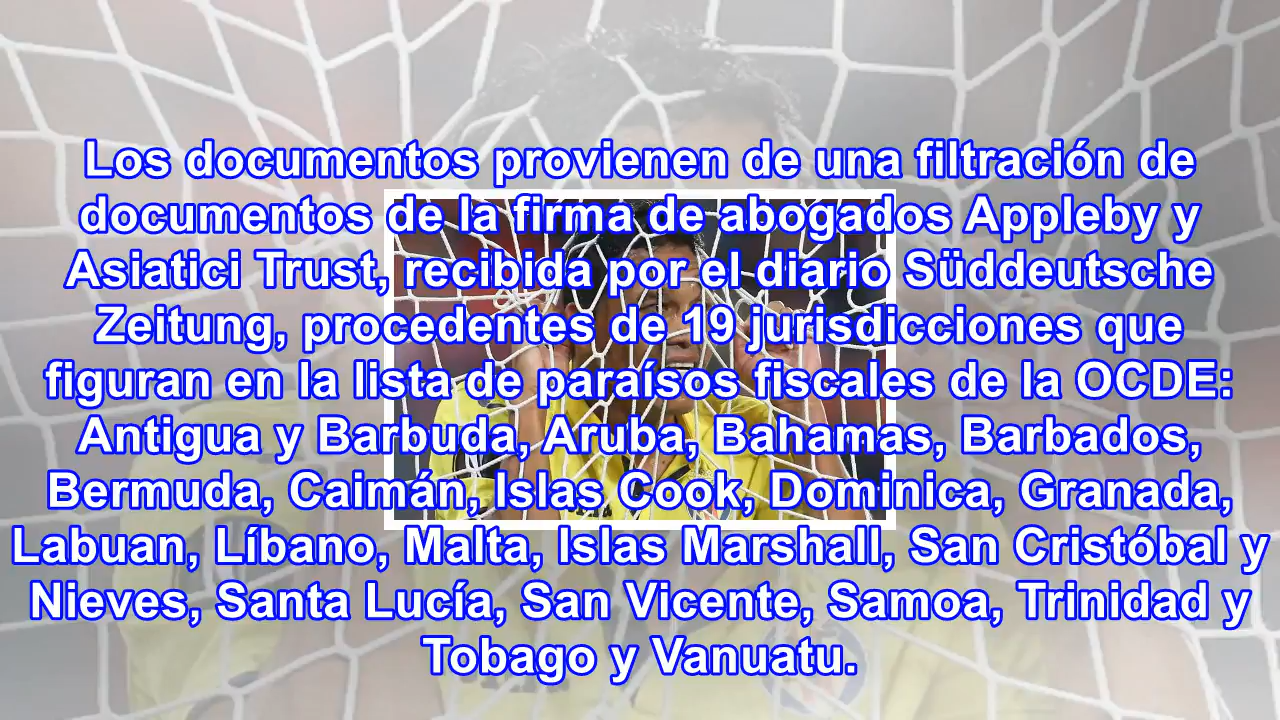 Los documentos provienen de una filtración de
documentos de la firma de abogados Appleby y
Asiatici Trust, recibida por el diario Süddeutsche
Zeitung, procedentes de 19 jurisdicciones que
figuran en la lista de paraísos fiscales de la OCDE:
Antigua y Barbuda, Aruba, Bahamas, Barbados,
Bermuda, Caimán, Islas Cook, Dominica, Granada,
Labuan, Líbano, Malta, Islas Marshall, San Cristóbal y
Nieves, Santa Lucía, San Vicente, Samoa, Trinidad y
Tobago y Vanuatu.